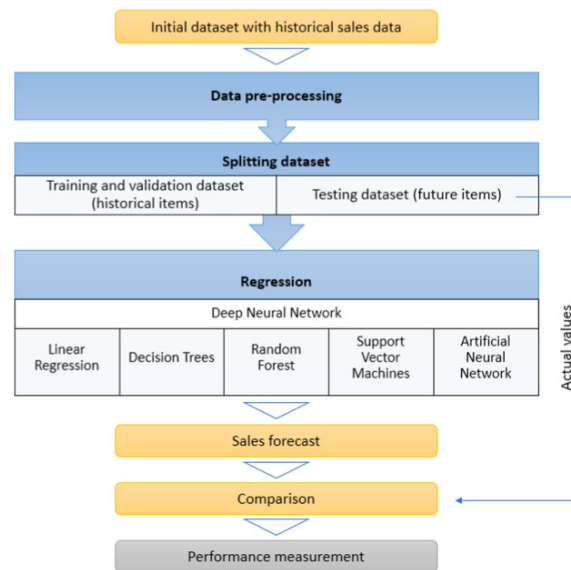 Initial dataset with historical sales data
Data pre-processing
Splitting dataset
Training and validation dataset
(historical items)
Testing dataset (future items)
Regression
Deep Neural Network
Linear
Regression
Decision Trees
Random
Forest
Support
Vector
Machines
Artificial
Neural
Network
Actual values
Sales forecast
Comparison
Performance measurement